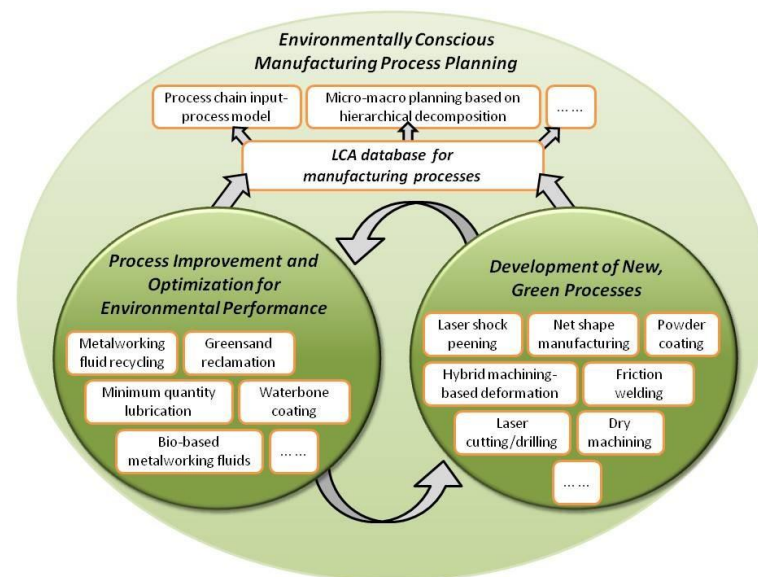 Environmentally Conscious
Manufacturing Process Planning
Process chain input-
process model
Micro-macro planning based on
hierarchical decomposition
... ...
LCA database for
manufacturing processes
Process Improvement and
Optimization for
Environmental Performance
Metalworking
fluid recycling
Greensand
reclamation
Minimum quantity
lubrication
Waterbone
coating
Bio-based
metalworking fluids
... ...
Development of New,
Green Processes
Laser shock
peening
Net shape
manufacturing
Powder
coating
Hybrid machining-
based deformation
Friction
welding
Laser
cutting/drilling
Dry
machining
... ...